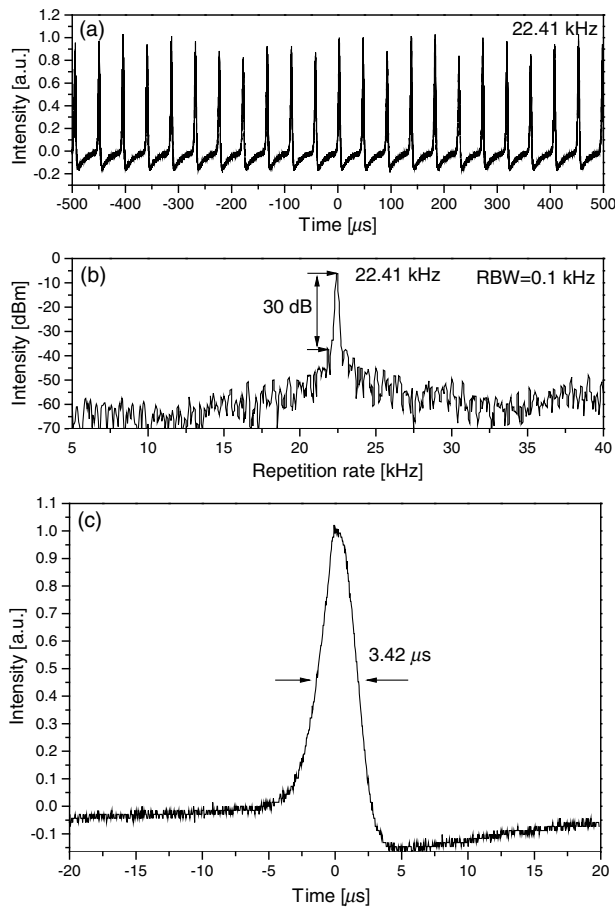 (a)
22.41 kHz
Intensity [a.u.]
1.2
1.0
0.8
0.6
0.4
0.2
0.0
-0.2
-500 -400 -300 -200 -100 0 100 200 300 400 500
Time [μs]
(b)
22.41 kHz
RBW=0.1 kHz
30 dB
Intensity [dBm]
0
-10
-20
-30
-40
-50
-60
-70
5 10 15 20 25 30 35 40
Repetition rate [kHz]
(c)
3.42 μs
Intensity [a.u.]
1.1
1.0
0.9
0.8
0.7
0.6
0.5
0.4
0.3
0.2
0.1
0.0
-0.1
-20 -15 -10 -5 0 5 10 15 20
Time [μs]